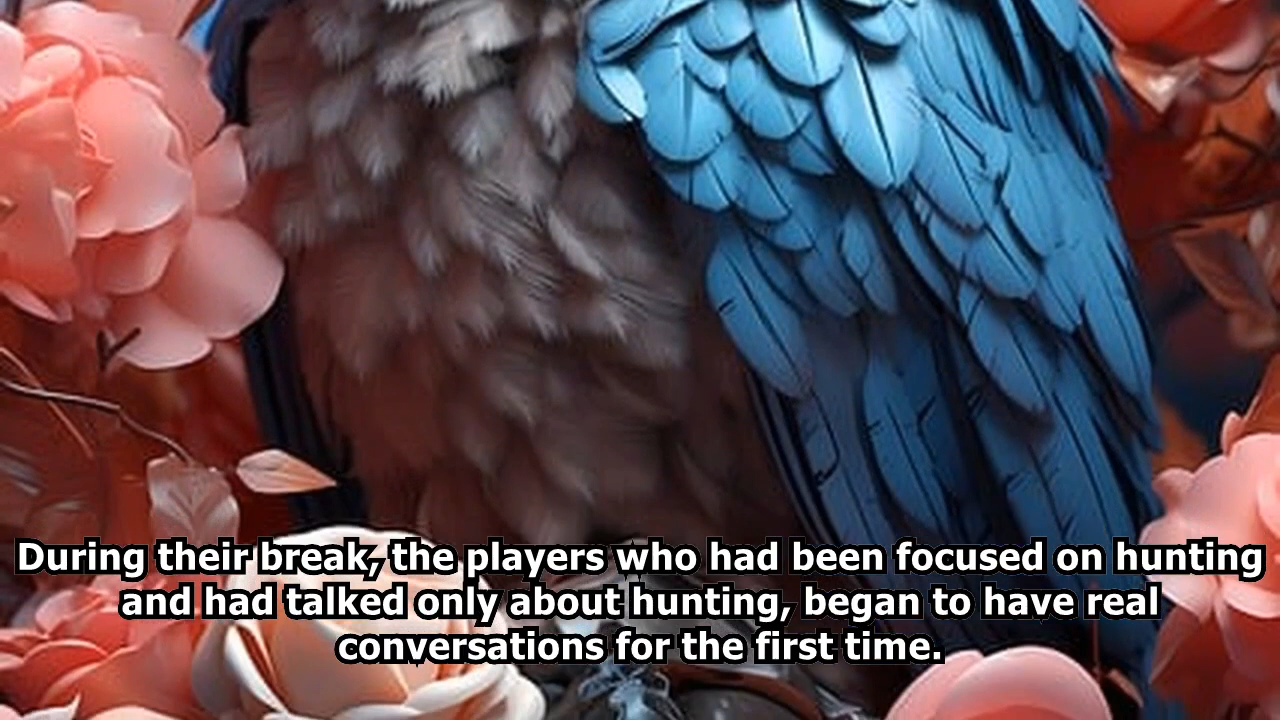 During their break, the players who had been focused on hunting
and had talked only about hunting, began to have real
conversations for the first time.